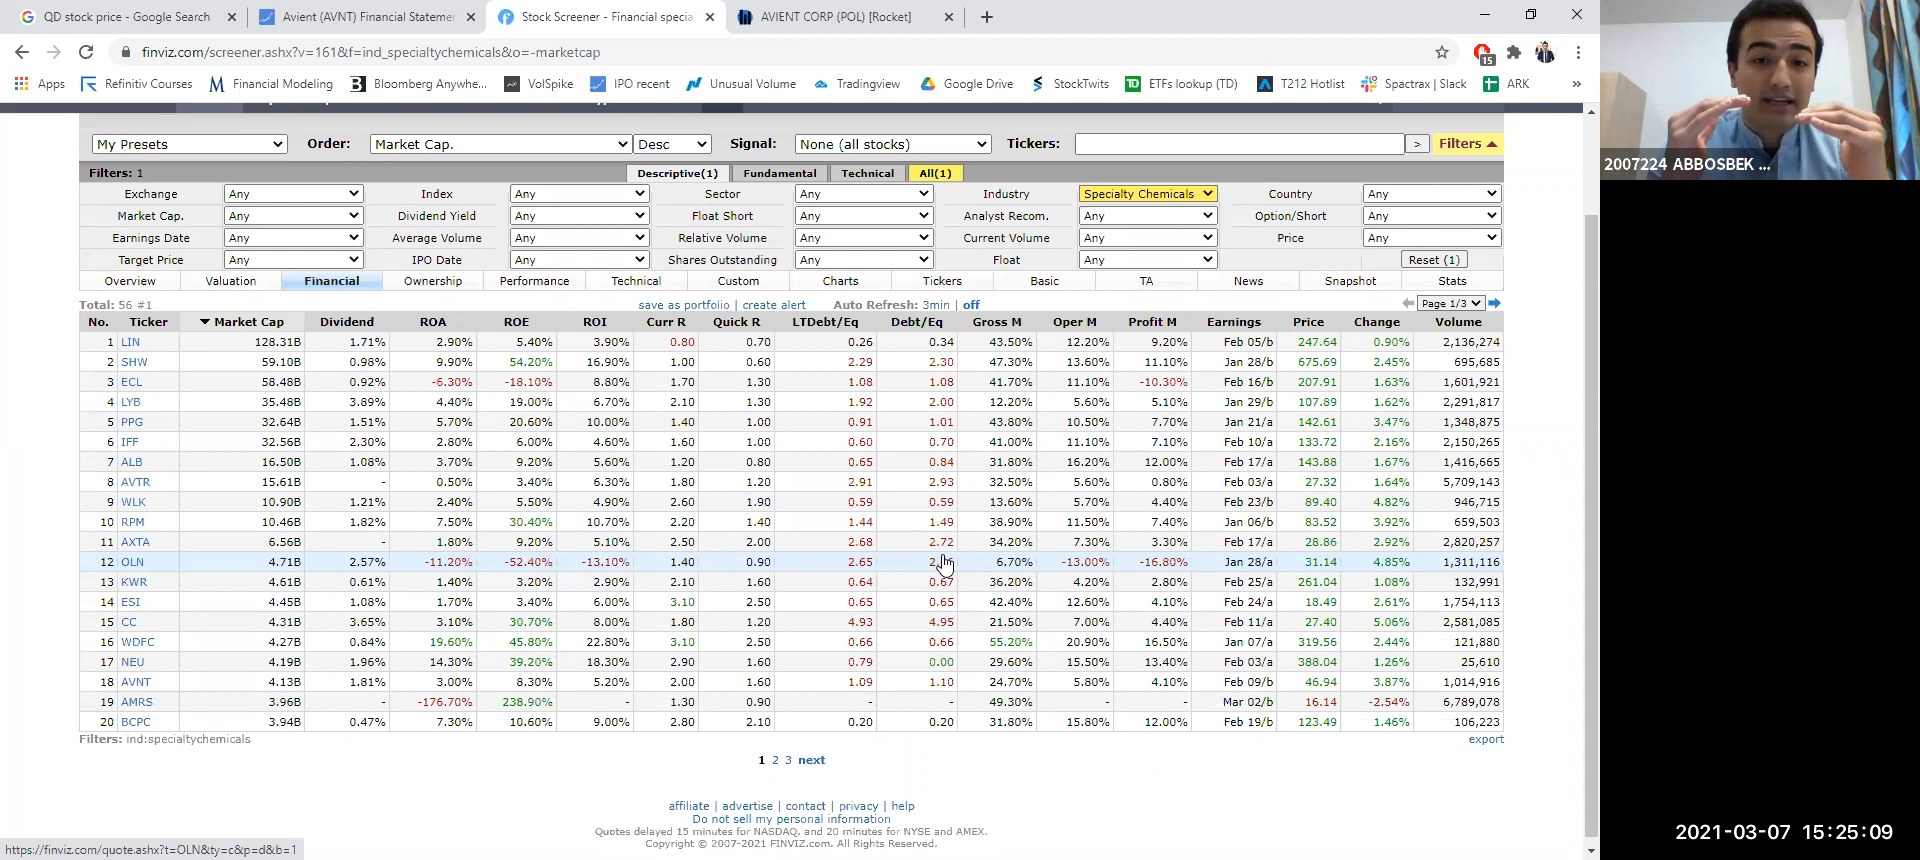 QD stock price - Google Search
Avient (AVNT) Financial Stateme
Stock Screener - Financial specia
AVIENT CORP (POL) [Rocket]
finviz.com/screener.ashx?v=161&f=ind_specialtychemicals&o=-marketcap
15
Apps Refinitiv Courses Financial Modeling Bloomberg Anywhe... VolSpike IPO recent Unusual Volume Tradingview Google Drive StockTwits ETFs lookup (TD) T212 Hotlist Spactrax | Slack ARK »
My Presets Order: Market Cap. Desc Signal: None (all stocks) Tickers: > Filters
Filters: 1 Descriptive(1) Fundamental Technical All(1)
Exchange Any Index Any Sector Any Industry Specialty Chemicals Country Any
Market Cap. Any Dividend Yield Any Float Short Any Analyst Recom. Any Option/Short Any
Earnings Date Any Average Volume Any Relative Volume Any Current Volume Any Price Any
Target Price Any IPO Date Any Shares Outstanding Any Float Any Reset (1)
Overview Valuation Financial Ownership Performance Technical Custom Charts Tickers Basic TA News Snapshot Stats
Total: 56 #1 save as portfolio | create alert Auto Refresh: 3min | off Page 1/3
No. Ticker Market Cap Dividend ROA ROE ROI Curr R Quick R LTDebt/Eq Debt/Eq Gross M Oper M Profit M Earnings Price Change Volume
1 LIN 128.31B 1.71% 2.90% 5.40% 3.90% 0.80 0.70 0.26 0.34 43.50% 12.20% 9.20% Feb 05/b 247.64 0.90% 2,136,274
2 SHW 59.10B 0.98% 9.90% 54.20% 16.90% 1.00 0.60 2.29 2.30 47.30% 13.60% 11.10% Jan 28/b 675.69 2.45% 695,685
3 ECL 58.48B 0.92% -6.30% -18.10% 8.80% 1.70 1.30 1.08 1.08 41.70% 11.10% -10.30% Feb 16/b 207.91 1.63% 1,601,921
4 LYB 35.48B 3.89% 4.40% 19.00% 6.70% 2.10 1.30 1.92 2.00 12.20% 5.60% 5.10% Jan 29/b 107.89 1.62% 2,291,817
5 PPG 32.64B 1.51% 5.70% 20.60% 10.00% 1.40 1.00 0.91 1.01 43.80% 10.50% 7.70% Jan 21/a 142.61 3.47% 1,348,875
6 IFF 32.56B 2.30% 2.80% 6.00% 4.60% 1.60 1.00 0.60 0.70 41.00% 11.10% 7.10% Feb 10/a 133.72 2.16% 2,150,265
7 ALB 16.50B 1.08% 3.70% 9.20% 5.60% 1.20 0.80 0.65 0.84 31.80% 16.20% 12.00% Feb 17/a 143.88 1.67% 1,416,665
8 AVTR 15.61B - 0.50% 3.40% 6.30% 1.80 1.20 2.91 2.93 32.50% 5.60% 0.80% Feb 03/a 27.32 1.64% 5,709,143
9 WLK 10.90B 1.21% 2.40% 5.50% 4.90% 2.60 1.90 0.59 0.59 13.60% 5.70% 4.40% Feb 23/b 89.40 4.82% 946,715
10 RPM 10.46B 1.82% 7.50% 30.40% 10.70% 2.20 1.40 1.44 1.49 38.90% 11.50% 7.40% Jan 06/b 83.52 3.92% 659,503
11 AXTA 6.56B - 1.80% 9.20% 5.10% 2.50 2.00 2.68 2.72 34.20% 7.30% 3.30% Feb 17/a 28.86 2.92% 2,820,257
12 OLN 4.71B 2.57% -11.20% -52.40% -13.10% 1.40 0.90 2.65 6.70% -13.00% -16.80% Jan 28/a 31.14 4.85% 1,311,116
13 KWR 4.61B 0.61% 1.40% 3.20% 2.90% 2.10 1.60 0.64 0.67 36.20% 4.20% 2.80% Feb 25/a 261.04 1.08% 132,991
14 ESI 4.45B 1.08% 1.70% 3.40% 6.00% 3.10 2.50 0.65 0.65 42.40% 12.60% 4.10% Feb 24/a 18.49 2.61% 1,754,113
15 CC 4.31B 3.65% 3.10% 30.70% 8.00% 1.80 1.20 4.93 4.95 21.50% 7.00% 4.40% Feb 11/a 27.40 5.06% 2,581,085
16 WDFC 4.27B 0.84% 19.60% 45.80% 22.80% 3.10 2.50 0.66 0.66 55.20% 20.90% 16.50% Jan 07/a 319.56 2.44% 121,880
17 NEU 4.19B 1.96% 14.30% 39.20% 18.30% 2.90 1.60 0.79 0.00 29.60% 15.50% 13.40% Feb 03/a 388.04 1.26% 25,610
18 AVNT 4.13B 1.81% 3.00% 8.30% 5.20% 2.00 1.60 1.09 1.10 24.70% 5.80% 4.10% Feb 09/b 46.94 3.87% 1,014,916
19 AMRS 3.96B - -176.70% 238.90% - 1.30 0.90 - - 49.30% - - Mar 02/b 16.14 -2.54% 6,789,078
20 BCPC 3.94B 0.47% 7.30% 10.60% 9.00% 2.80 2.10 0.20 0.20 31.80% 15.80% 12.00% Feb 19/b 123.49 1.46% 106,223
Filters: ind:specialtychemicals export
1 2 3 next
affiliate | advertise | contact | privacy | help
Do not sell my personal information
Quotes delayed 15 minutes for NASDAQ, and 20 minutes for NYSE and AMEX.
Copyright © 2007-2021 FINVIZ.com. All Rights Reserved.
https://finviz.com/quote.ashx?t=OLN&ty=c&p=d&b=1
2007224 ABBOSBEK ...
2021-03-07 15:25:09